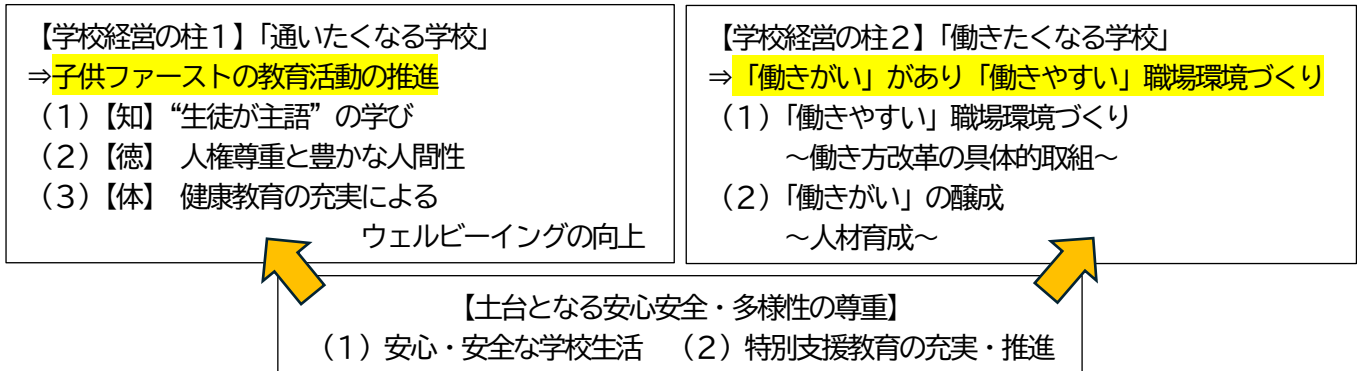 【学校経営の柱1】「通いたくなる学校」
⇒子供ファーストの教育活動の推進
(1)【知】“生徒が主語”の学び
(2)【徳】 人権尊重と豊かな人間性
(3)【体】 健康教育の充実による
ウェルビーイングの向上
【学校経営の柱2】「働きたくなる学校」
⇒「働きがい」があり「働きやすい」職場環境づくり
(1)「働きやすい」職場環境づくり
~働き方改革の具体的取組~
(2)「働きがい」の醸成
~人材育成~
【土台となる安心安全・多様性の尊重】
(1)安心・安全な学校生活 (2)特別支援教育の充実・推進